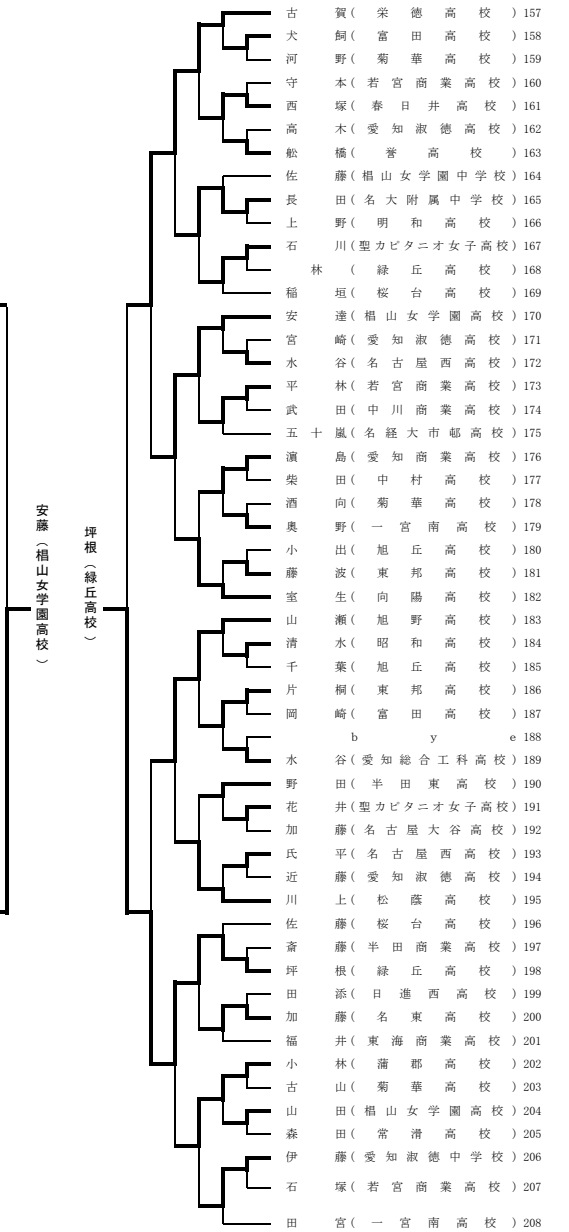 古賀(栄徳高校)157
犬飼(富田高校)158
河野(菊華高校)159
守本(若宮商業高校)160
西塚(春日井高校)161
高木(愛知淑徳高校)162
舩橋(誉高校)163
佐藤(椙山女学園中学校)164
長田(名大附属中学校)165
上野(明和高校)166
石川(聖カピタニオ女子高校)167
林(緑丘高校)168
稲垣(桜台高校)169
安達(椙山女学園高校)170
宮崎(愛知淑徳高校)171
水谷(名古屋西高校)172
平林(若宮商業高校)173
武田(中川商業高校)174
五十嵐(名経大市邨高校)175
濵島(愛知商業高校)176
柴田(中村高校)177
酒向(菊華高校)178
奥野(一宮南高校)179
小出(旭丘高校)180
藤波(東邦高校)181
室生(向陽高校)182
山瀬(旭野高校)183
清水(昭和高校)184
千葉(旭丘高校)185
片桐(東邦高校)186
岡崎(富田高校)187
bye188
水谷(愛知総合工科高校)189
野田(半田東高校)190
花井(聖カピタニオ女子高校)191
加藤(名古屋大谷高校)192
氏平(名古屋西高校)193
近藤(愛知淑徳高校)194
川上(松蔭高校)195
佐藤(桜台高校)196
斎藤(半田商業高校)197
坪根(緑丘高校)198
田添(日進西高校)199
加藤(名東高校)200
福井(東海商業高校)201
小林(蒲郡高校)202
古山(菊華高校)203
山田(椙山女学園高校)204
森田(常滑高校)205
伊藤(愛知淑徳中学校)206
石塚(若宮商業高校)207
田宮(一宮南高校)208
坪根(緑丘高校)
安藤(椙山女学園高校)